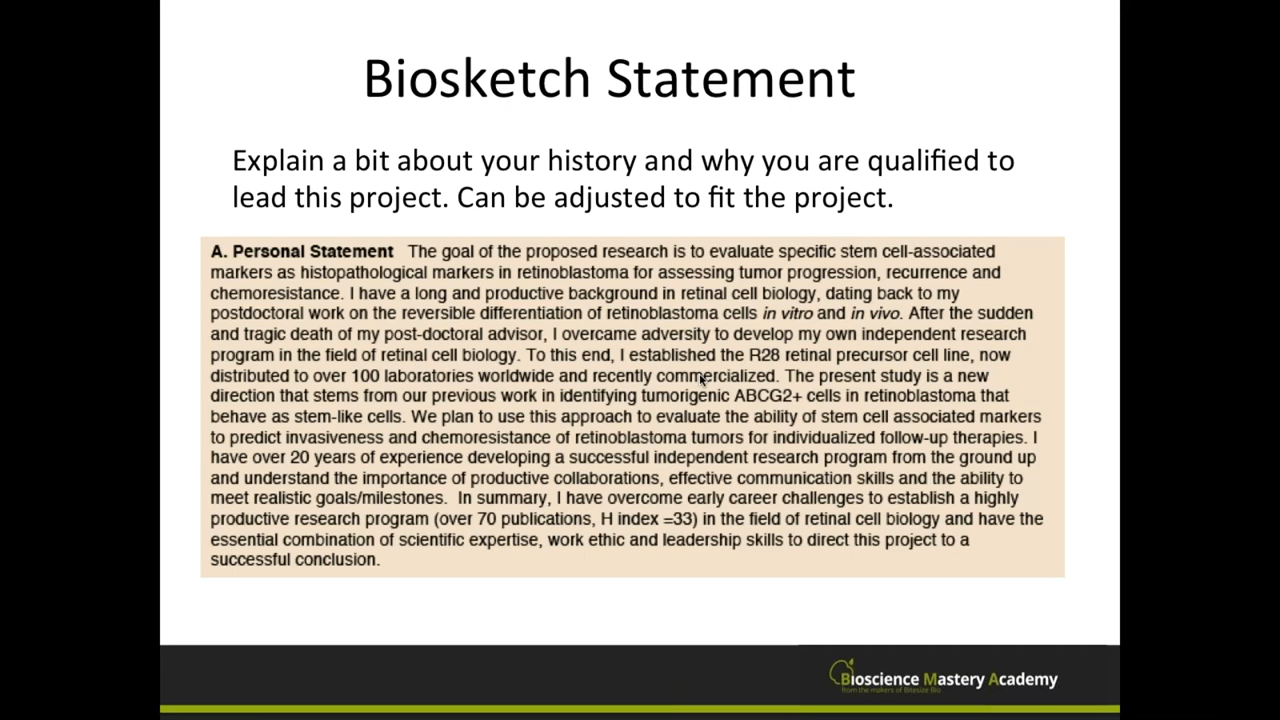 Biosketch Statement
Explain a bit about your history and why you are qualified to
lead this project. Can be adjusted to fit the project.
A. Personal Statement The goal of the proposed research is to evaluate specific stem cell-associated
markers as histopathological markers in retinoblastoma for assessing tumor progression, recurrence and
chemoresistance. I have a long and productive background in retinal cell biology, dating back to my
postdoctoral work on the reversible differentiation of retinoblastoma cells in vitro and in vivo. After the sudden
and tragic death of my post-doctoral advisor, I overcame adversity to develop my own independent research
program in the field of retinal cell biology. To this end, I established the R28 retinal precursor cell line, now
distributed to over 100 laboratories worldwide and recently commercialized. The present study is a new
direction that stems from our previous work in identifying tumorigenic ABCG2+ cells in retinoblastoma that
behave as stem-like cells. We plan to use this approach to evaluate the ability of stem cell associated markers
to predict invasiveness and chemoresistance of retinoblastoma tumors for individualized follow-up therapies. I
have over 20 years of experience developing a successful independent research program from the ground up
and understand the importance of productive collaborations, effective communication skills and the ability to
meet realistic goals/milestones. In summary, I have overcome early career challenges to establish a highly
productive research program (over 70 publications, H index =33) in the field of retinal cell biology and have the
essential combination of scientific expertise, work ethic and leadership skills to direct this project to a
successful conclusion.
Bioscience Mastery Academy
from the makers of Bitesize Bio